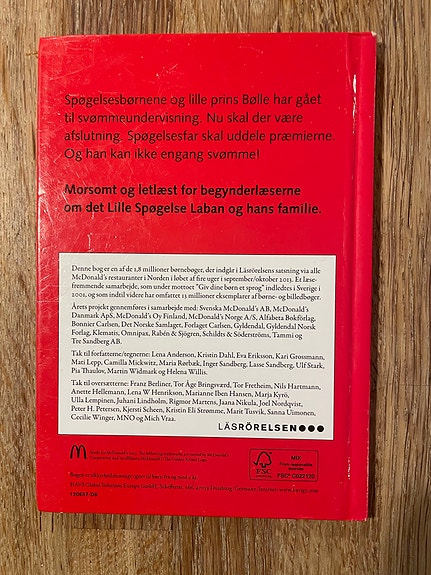 Spøgelsesbørnene og lille prins Bølle har gået
til svømmeundervisning. Nu skal der være
afslutning. Spøgelsesfar skal uddele præmierne.
Og han kan ikke engang svømme!
Morsomt og letlæst for begynderlæserne
om det Lille Spøgelse Laban og hans familie.
Denne bog er en af de 1,8 millioner børnebøger, der indgår i Läsrörelsens satsning via alle
McDonald's restauranter i Norden i løbet af fire uger i september/oktober 2013. Et læse-
fremmende samarbejde, som under mottoet "Giv dine børn et sprog" indledtes i Sverige i
2001, og som indtil videre har omfattet 13 millioner eksemplarer af børne- og billedbøger.
Årets projekt gennemføres i samarbejde med: Svenska McDonald's AB, McDonald's
Danmark ApS, McDonald's Oy Finland, McDonald's Norge A/S, Alfabeta Bokförlag,
Bonnier Carlsen, Det Norske Samlaget, Forlaget Carlsen, Gyldendal, Gyldendal Norsk
Forlag, Klematis, Omnipax, Rabén & Sjögren, Schildts & Söderströms, Tammi og
Tre Sandberg AB.
Tak til forfatterne/tegnerne: Lena Anderson, Kristin Dahl, Eva Eriksson, Kari Grossmann,
Mati Lepp, Camilla Mickwitz, Maria Rørbæk, Inger Sandberg, Lasse Sandberg, Ulf Stark,
Pia Thaulov, Martin Widmark og Helena Willis.
Tak til oversætterne: Franz Berliner, Tor Åge Bringsværd, Tor Fretheim, Nils Hartmann,
Anette Hellemann, Lena W Henrikson, Marianne Iben Hansen, Marja Kyrö,
Ulla Lempinen, Juhani Lindholm, Rigmor Martens, Jaana Nikula, Joel Nordqvist,
Peter H. Petersen, Kjersti Scheen, Kristin Eli Strømme, Marit Tusvik, Sanna Uimonen,
Cecilie Winger, MNO og Mich Vraa.
LÄSRÖRELSEN
FSC
MIX
From responsible
sources
FSC® C022120